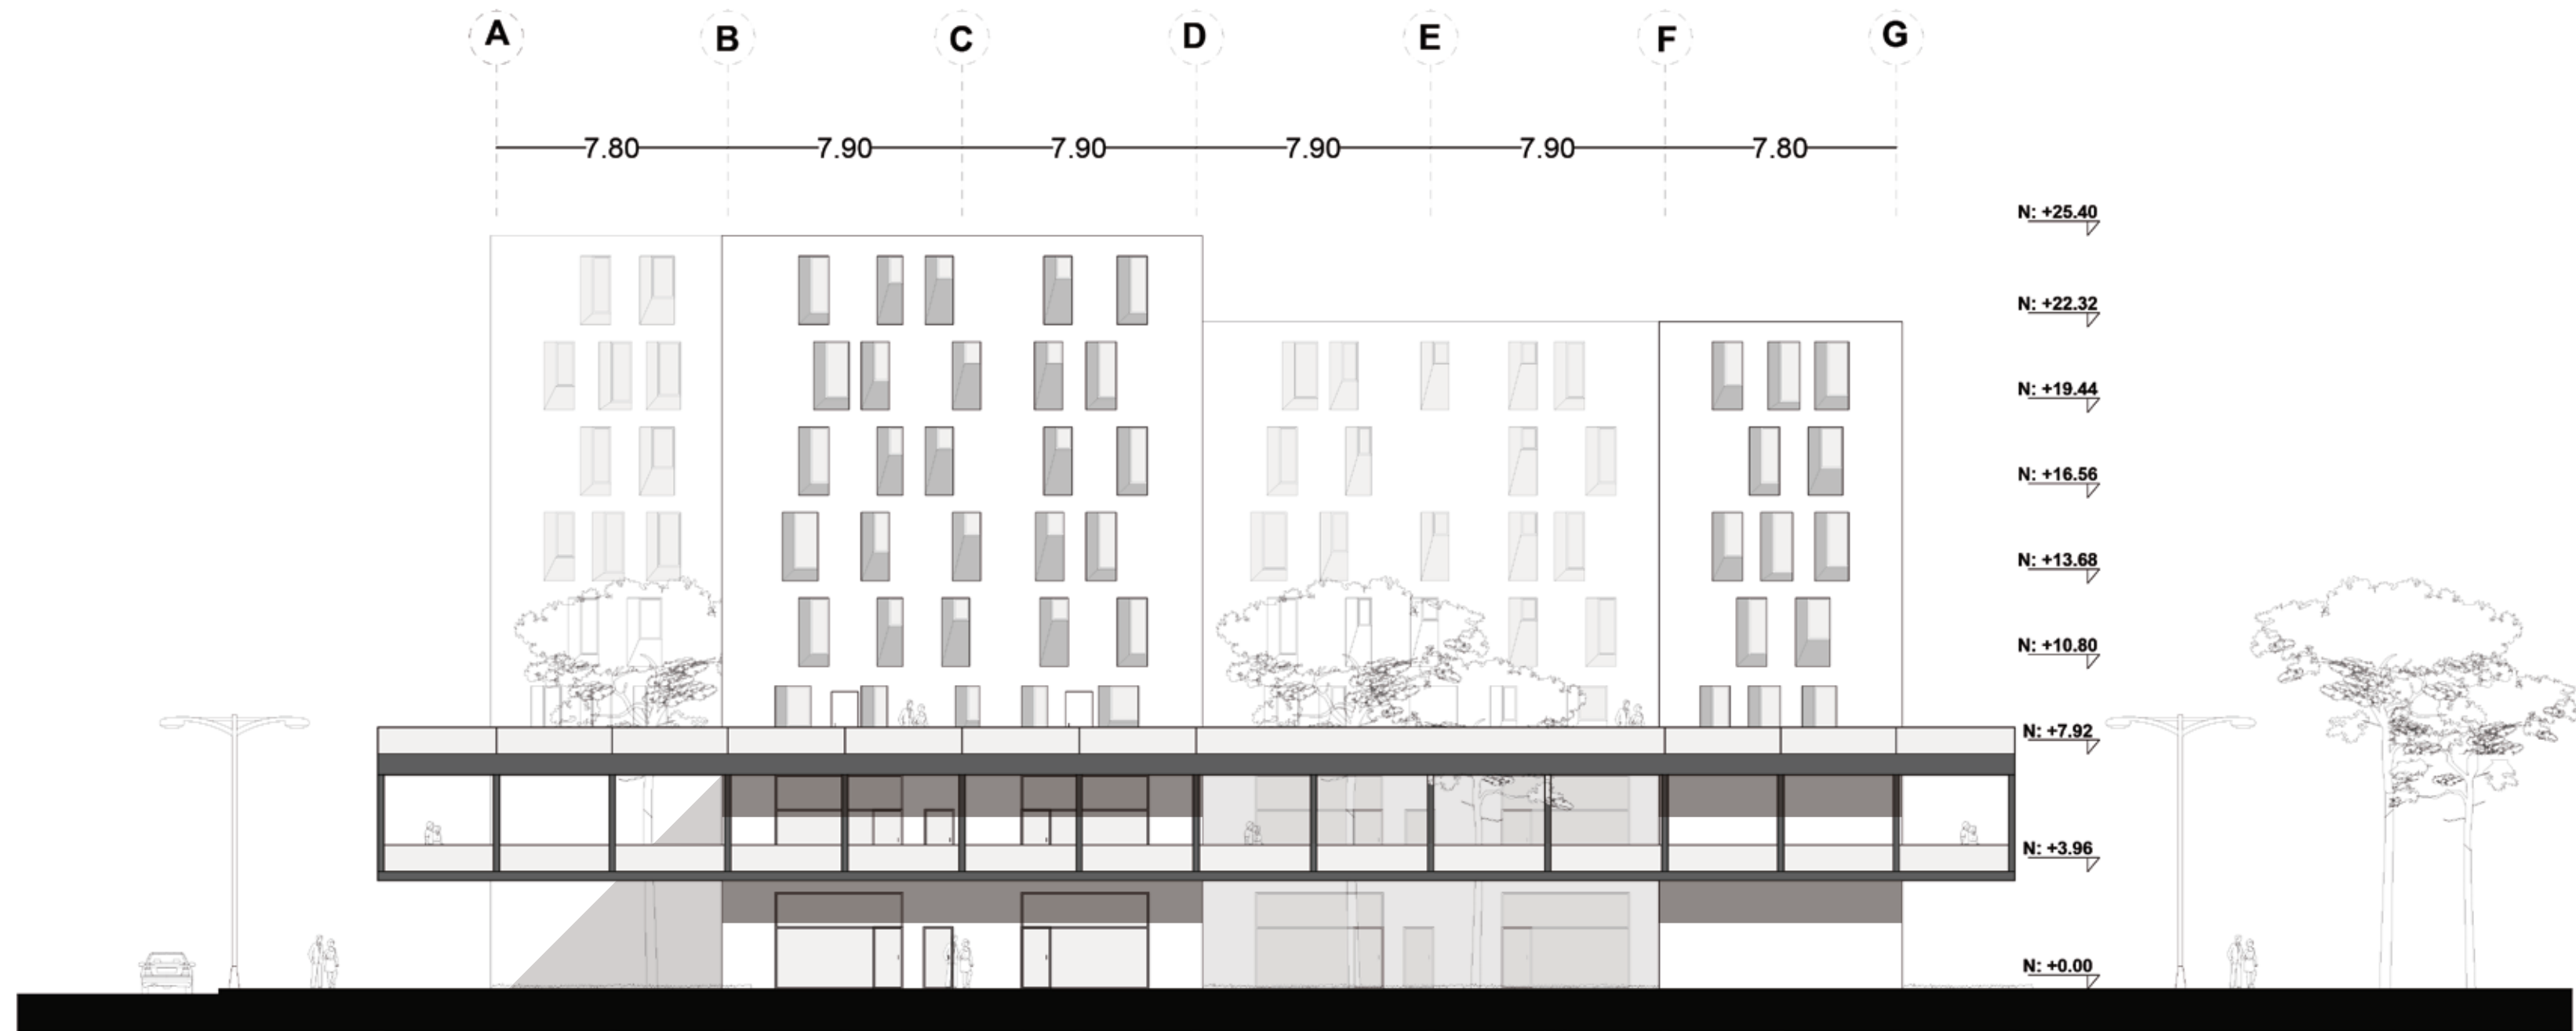 A B C D E F G
7.80 7.90 7.90 7.90 7.90 7.80
N: +25.40
N: +22.32
N: +19.44
N: +16.56
N: +13.68
N: +10.80
N: +7.92
N: +3.96
N: +0.00